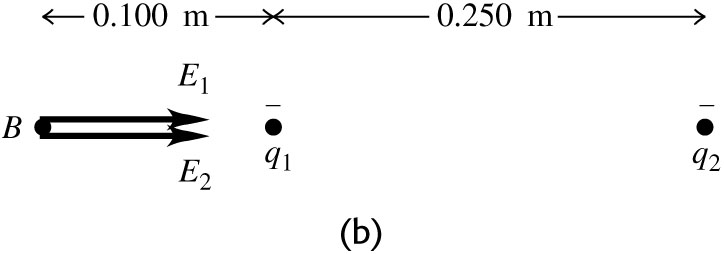 0.100 m 0.250 m
E₁
B
– –
q₁ q₂
E₂
(b)